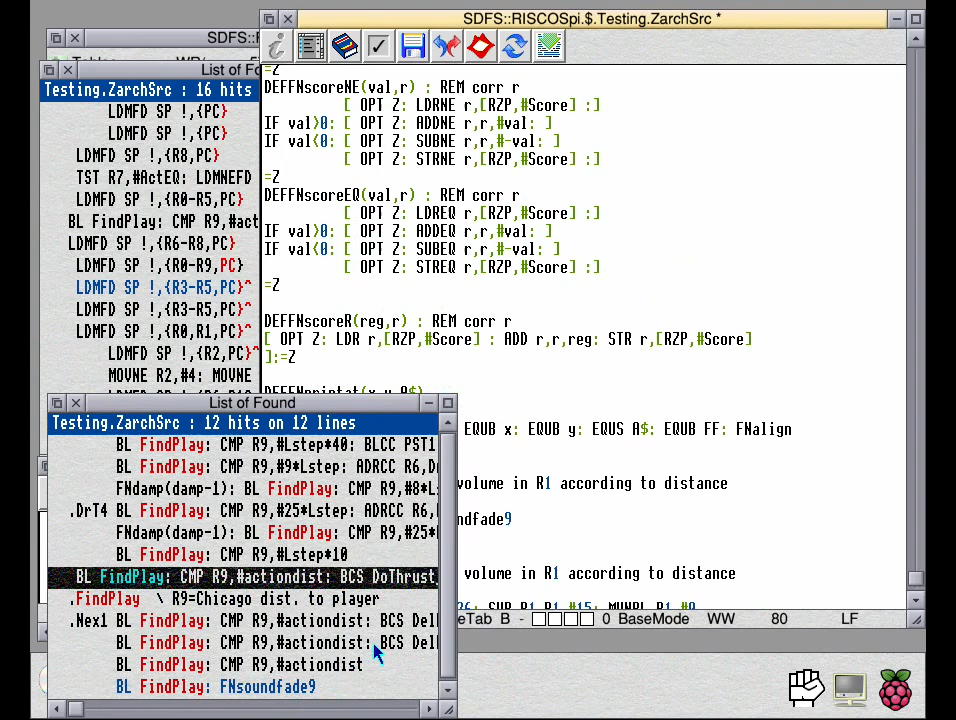 SDFS::RISCOSpi.$.Testing.ZarchSrc *
SDFS::R
List of Fo
Testing.ZarchSrc : 16 hits
LDMFD SP !,{PC}
LDMFD SP !,{PC}
LDMFD SP !,{R8,PC}
TST R7,#ActEQ: LDMNEFD
LDMFD SP !,{R0-R5,PC}
BL FindPlay: CMP R9,#act
LDMFD SP !,{R6-R8,PC}
LDMFD SP !,{R0-R9,PC}
LDMFD SP !,{R3-R5,PC}^
LDMFD SP !,{R3-R5,PC}^
LDMFD SP !,{R0,R1,PC}^
LDMFD SP !,{R2,PC}^
MOVNE R2,#4: MOVNE
=Z
DEFFNscoreNE(val,r) : REM corr r
[ OPT Z: LDRNE r,[RZP,#Score] :]
IF val>0: [ OPT Z: ADDNE r,r,#val: ]
IF val<0: [ OPT Z: SUBNE r,r,#-val: ]
[ OPT Z: STRNE r,[RZP,#Score] :]
=Z
DEFFNscoreEQ(val,r) : REM corr r
[ OPT Z: LDREQ r,[RZP,#Score] :]
IF val>0: [ OPT Z: ADDEQ r,r,#val: ]
IF val<0: [ OPT Z: SUBEQ r,r,#-val: ]
[ OPT Z: STREQ r,[RZP,#Score] :]
=Z
DEFFNscoreR(reg,r) : REM corr r
[ OPT Z: LDR r,[RZP,#Score] : ADD r,r,reg: STR r,[RZP,#Score]
]:=Z
DEFFNprintat(x,y,A$)
EQUB x: EQUB y: EQUS A$: EQUB FF: FNalign
volume in R1 according to distance
ndfade9
volume in R1 according to distance
26: SUB R1,R1,#15: MVNPL R1,#0
eTab B - 0 BaseMode WW 80 LF
List of Found
Testing.ZarchSrc : 12 hits on 12 lines
BL FindPlay: CMP R9,#Lstep*40: BLCC PST1
BL FindPlay: CMP R9,#9*Lstep: ADRCC R6,D
FNdamp(damp-1): BL FindPlay: CMP R9,#8*L
.DrT4 BL FindPlay: CMP R9,#25*Lstep: ADRCC R6,
FNdamp(damp-1): BL FindPlay: CMP R9,#25*
BL FindPlay: CMP R9,#Lstep*10
BL FindPlay: CMP R9,#actiondist: BCS DoThrust
.FindPlay \ R9=Chicago dist. to player
.Nex1 BL FindPlay: CMP R9,#actiondist: BCS Del
BL FindPlay: CMP R9,#actiondist: BCS Del
BL FindPlay: CMP R9,#actiondist
BL FindPlay: FNsoundfade9